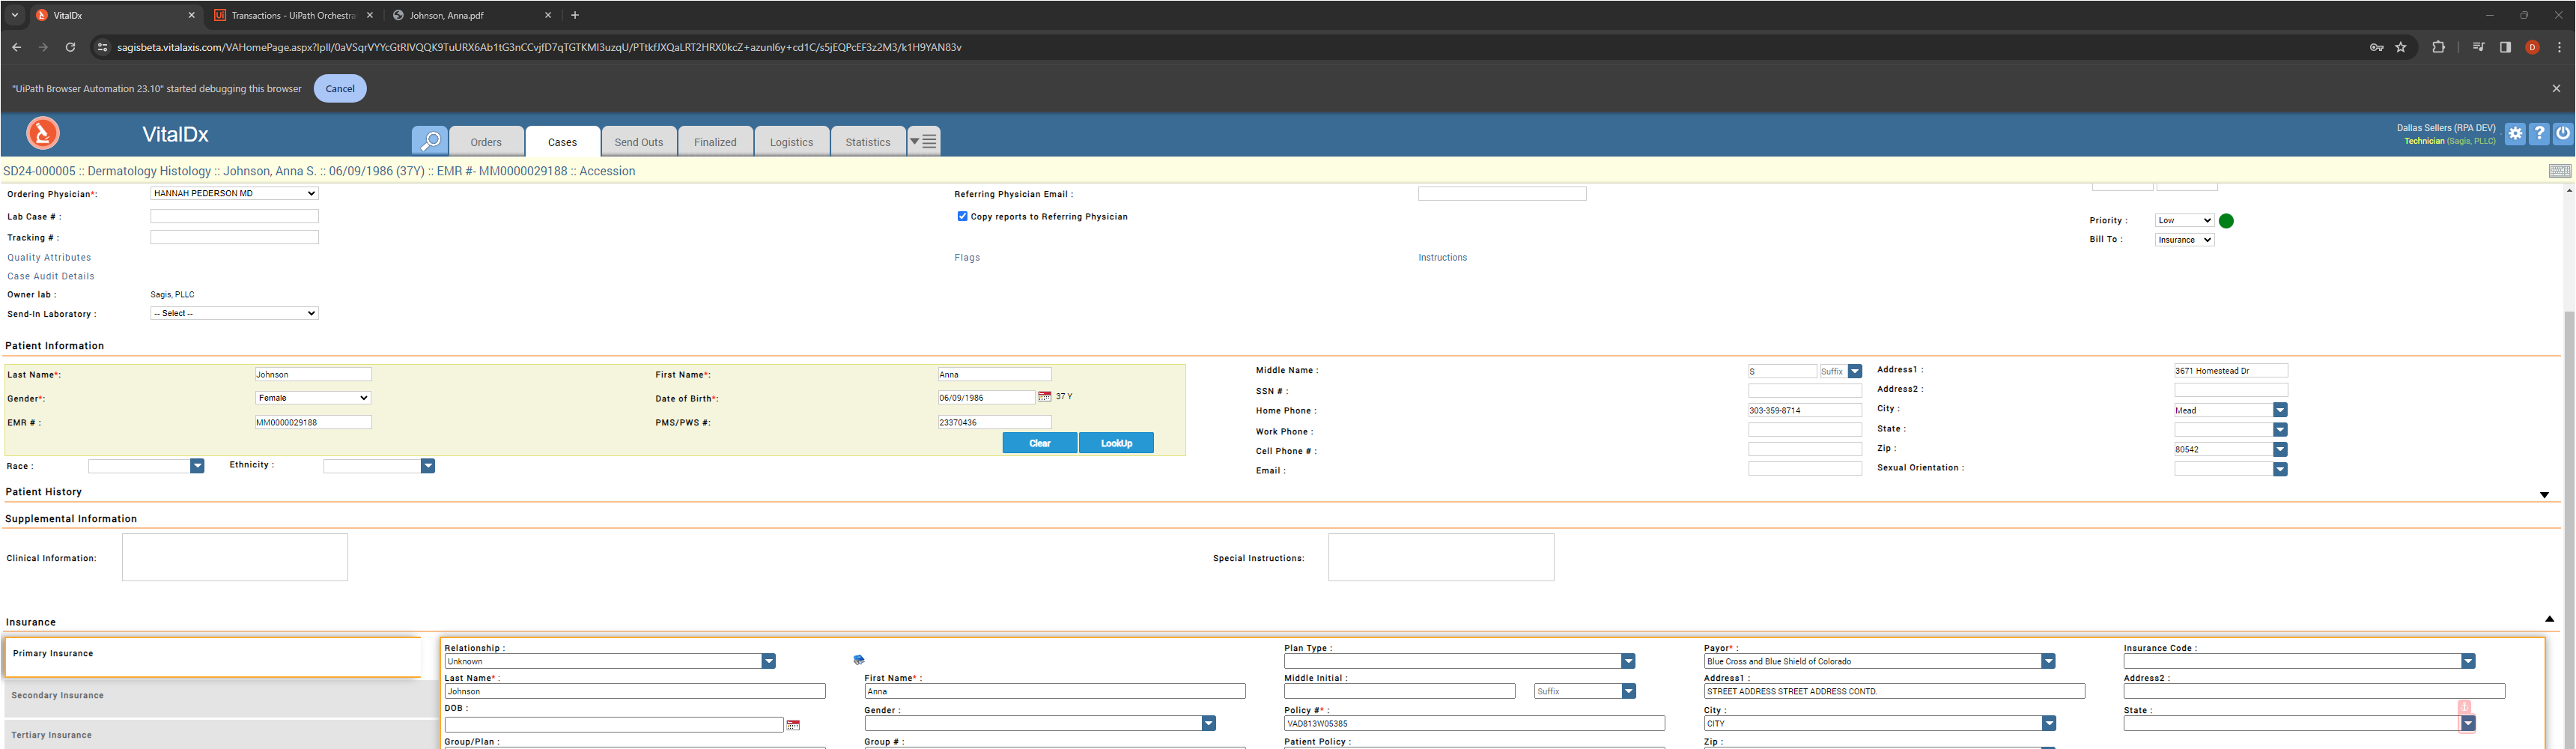 VitalDx
Transactions - UiPath Orchestra
Johnson, Anna.pdf
sagisbeta.vitalaxis.com/VAHomePage.aspx?lpIl/0aVSqrVYYcGtRIVQQK9TuURX6Ab1tG3nCCvjfD7qTGTKMI3uzqU/PTtkfJXQaLRT2HRX0kcZ+azunI6y+cd1C/s5jEQPcEF3z2M3/k1H9YAN83v
D
"UiPath Browser Automation 23.10" started debugging this browser
Cancel
VitalDx
Orders
Cases
Send Outs
Finalized
Logistics
Statistics
Dallas Sellers (RPA DEV)
Technician (Sagis, PLLC)
SD24-000005 :: Dermatology Histology :: Johnson, Anna S. :: 06/09/1986 (37Y) :: EMR #- MM0000029188 :: Accession
Ordering Physician*: HANNAH PEDERSON MD
Referring Physician Email :
Lab Case # :
Copy reports to Referring Physician
Priority : Low
Tracking # :
Bill To : Insurance
Quality Attributes
Flags
Instructions
Case Audit Details
Owner lab : Sagis, PLLC
Send-In Laboratory : -- Select --
Patient Information
Last Name*: Johnson
First Name*: Anna
Middle Name : S Suffix
Address1 : 3671 Homestead Dr
SSN # :
Address2 :
Gender*: Female
Date of Birth*: 06/09/1986 37 Y
Home Phone : 303-359-8714
City : Mead
EMR # : MM0000029188
PMS/PWS #: 23370436
Work Phone :
State :
Clear
LookUp
Cell Phone # :
Zip : 80542
Race :
Ethnicity :
Email :
Sexual Orientation :
Patient History
Supplemental Information
Clinical Information:
Special Instructions:
Insurance
Primary Insurance
Secondary Insurance
Tertiary Insurance
Relationship :
Plan Type :
Payor* :
Insurance Code :
Unknown
Blue Cross and Blue Shield of Colorado
Last Name* :
First Name* :
Middle Initial :
Address1 :
Address2 :
Johnson
Anna
Suffix
STREET ADDRESS STREET ADDRESS CONTD.
DOB :
Gender :
Policy #* :
City :
State :
VAD813W05385
CITY
Group/Plan :
Group # :
Patient Policy :
Zip :